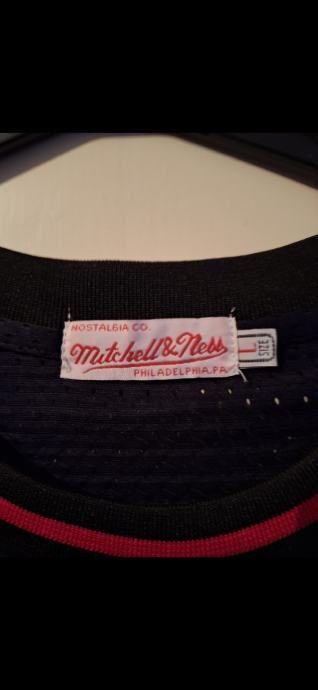 NOSTALGIA CO.
Mitchell & Ness
PHILADELPHIA, PA.
L
SIZE